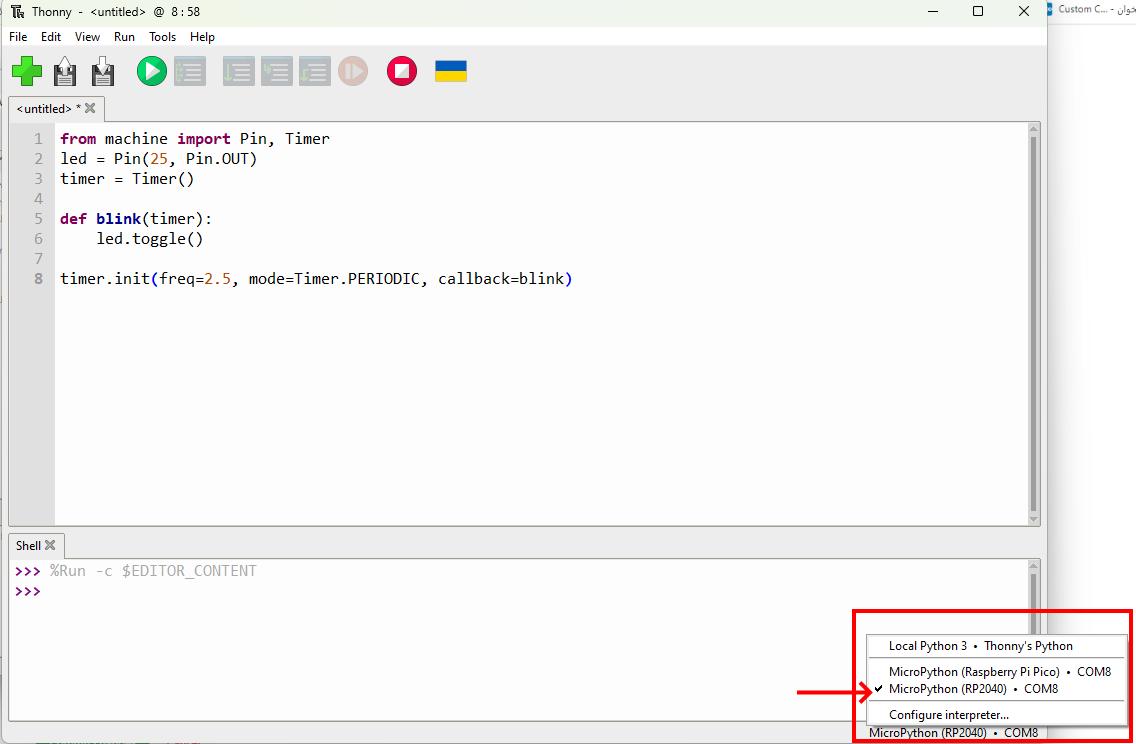 Thonny - <untitled> @ 8 : 58
Custom C... - خوان
File Edit View Run Tools Help
<untitled> *
1 from machine import Pin, Timer
2 led = Pin(25, Pin.OUT)
3 timer = Timer()
4
5 def blink(timer):
6     led.toggle()
7
8 timer.init(freq=2.5, mode=Timer.PERIODIC, callback=blink)
Shell
>>> %Run -c $EDITOR_CONTENT
>>>
Local Python 3 • Thonny's Python
MicroPython (Raspberry Pi Pico) • COM8
✓ MicroPython (RP2040) • COM8
Configure interpreter...
MicroPython (RP2040) • COM8